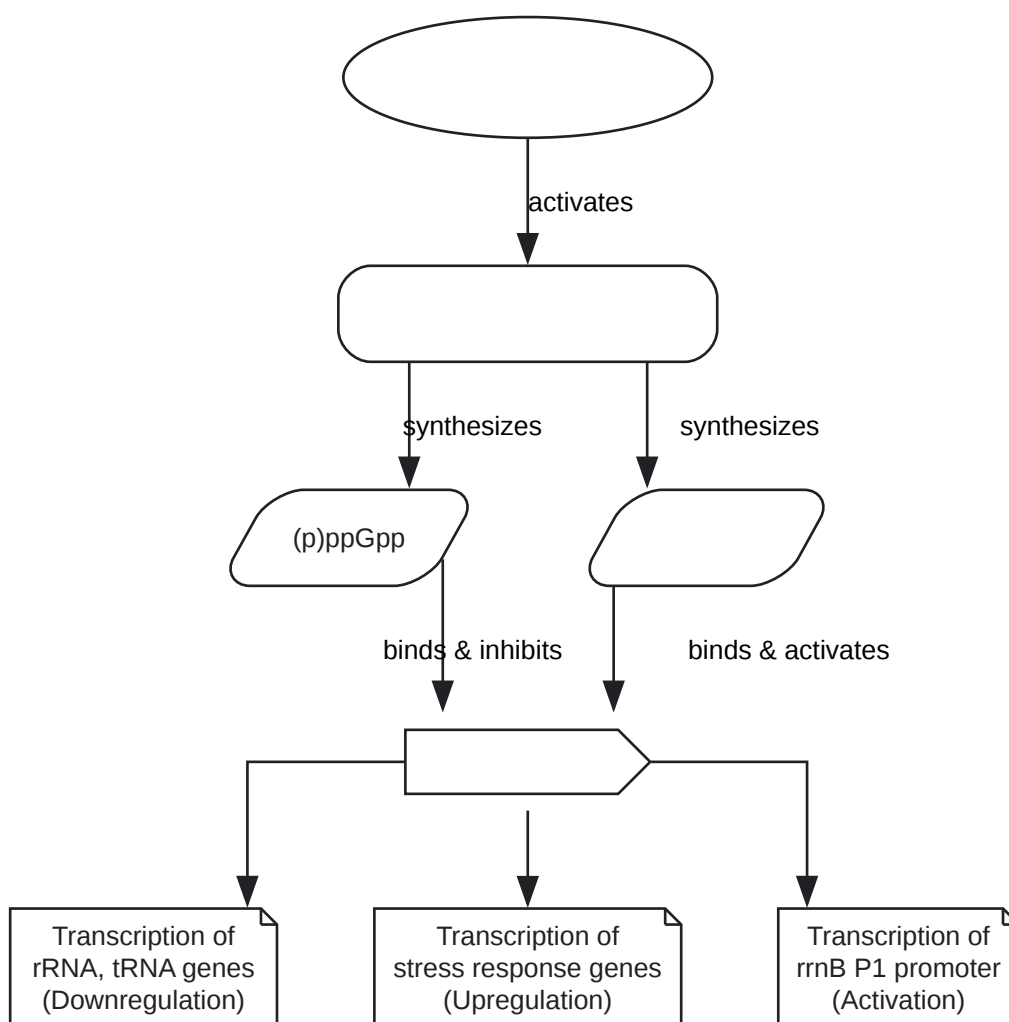 activates
synthesizes
synthesizes
(p)ppGpp
binds & inhibits
binds & activates
Transcription of
rRNA, tRNA genes
(Downregulation)
Transcription of
stress response genes
(Upregulation)
Transcription of
rrnB P1 promoter
(Activation)